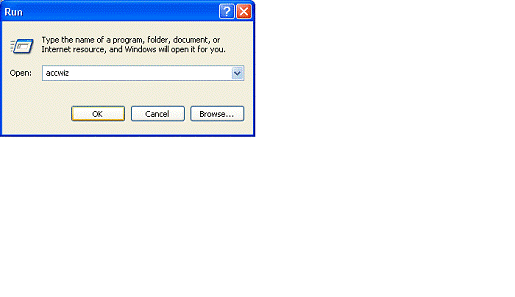 Run
Type the name of a program, folder, document, or
Internet resource, and Windows will open it for you.
Open: accwiz
OK Cancel Browse...